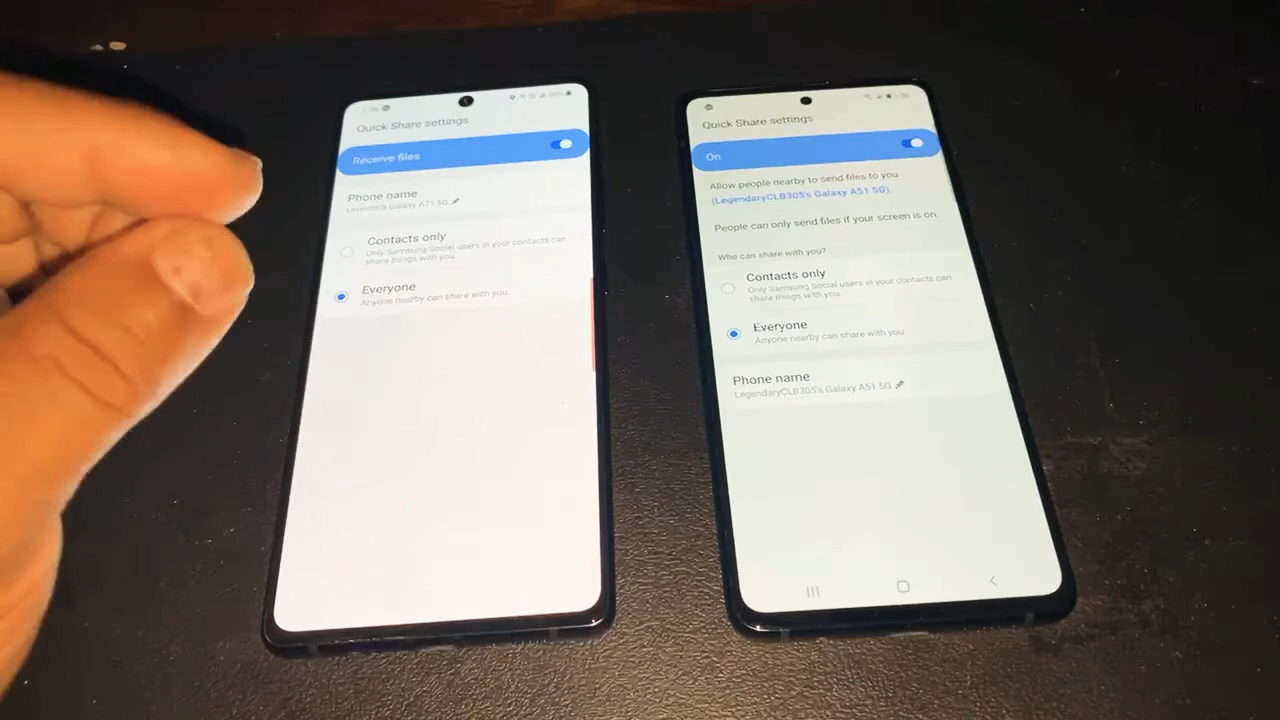 Quick Share settings
Receive files
Phone name
Galaxy A71 5G
Contacts only
Only Samsung Social users in your contacts can
share things with you.
Everyone
Anyone nearby can share with you.
Quick Share settings
On
Allow people nearby to send files to you
(LegendaryCLB305's Galaxy A51 5G).
People can only send files if your screen is on.
Who can share with you?
Contacts only
Only Samsung Social users in your contacts can
share things with you.
Everyone
Anyone nearby can share with you.
Phone name
LegendaryCLB305's Galaxy A51 5G